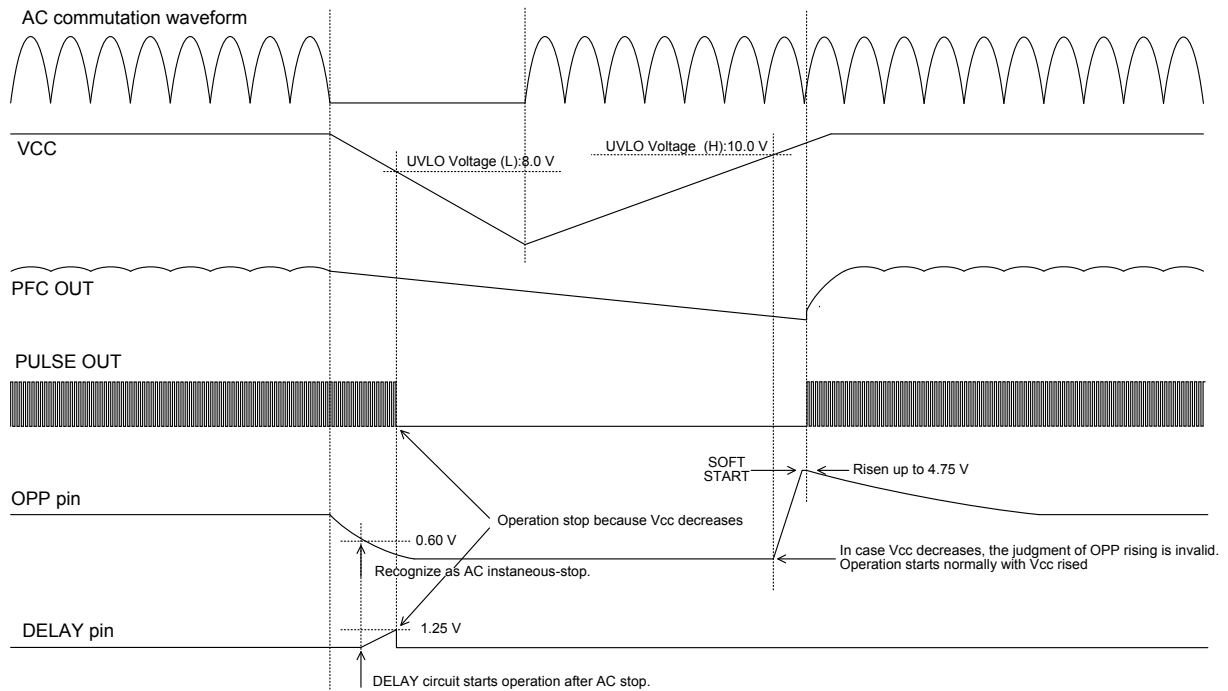 AC commutation waveform
VCC
UVLO Voltage (L):8.0 V
UVLO Voltage (H):10.0 V
PFC OUT
PULSE OUT
SOFT
START
Risen up to 4.75 V
OPP pin
Operation stop because Vcc decreases
0.60 V
In case Vcc decreases, the judgment of OPP rising is invalid.
Operation starts normally with Vcc rised
Recognize as AC instaneous-stop.
DELAY pin
1.25 V
DELAY circuit starts operation after AC stop.